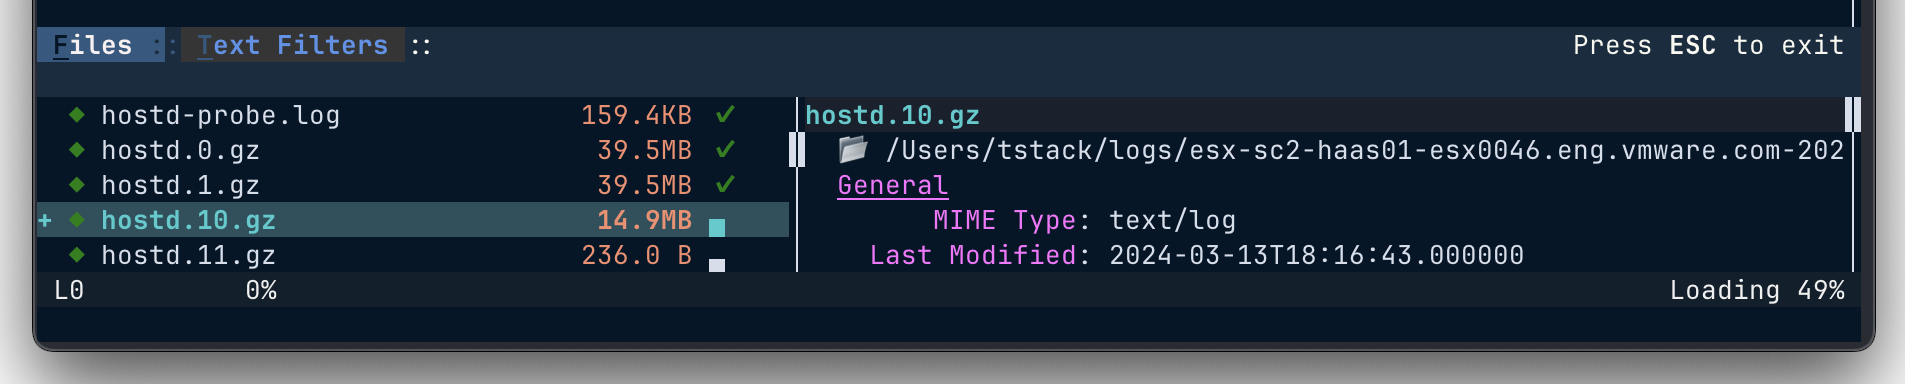 Files :: Text Filters :: Press ESC to exit
◆ hostd-probe.log 159.4KB ✓
◆ hostd.0.gz 39.5MB ✓
◆ hostd.1.gz 39.5MB ✓
+ ◆ hostd.10.gz 14.9MB
◆ hostd.11.gz 236.0 B
hostd.10.gz
/Users/tstack/logs/esx-sc2-haas01-esx0046.eng.vmware.com-202
General
MIME Type: text/log
Last Modified: 2024-03-13T18:16:43.000000
L0 0% Loading 49%